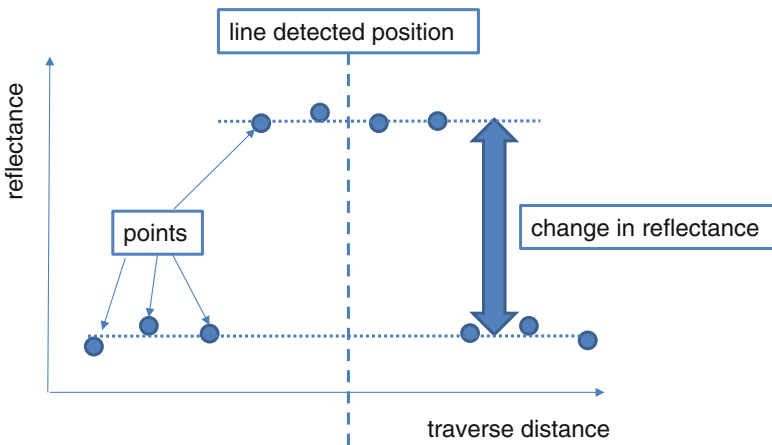 line detected position
reflectance
points
change in reflectance
traverse distance